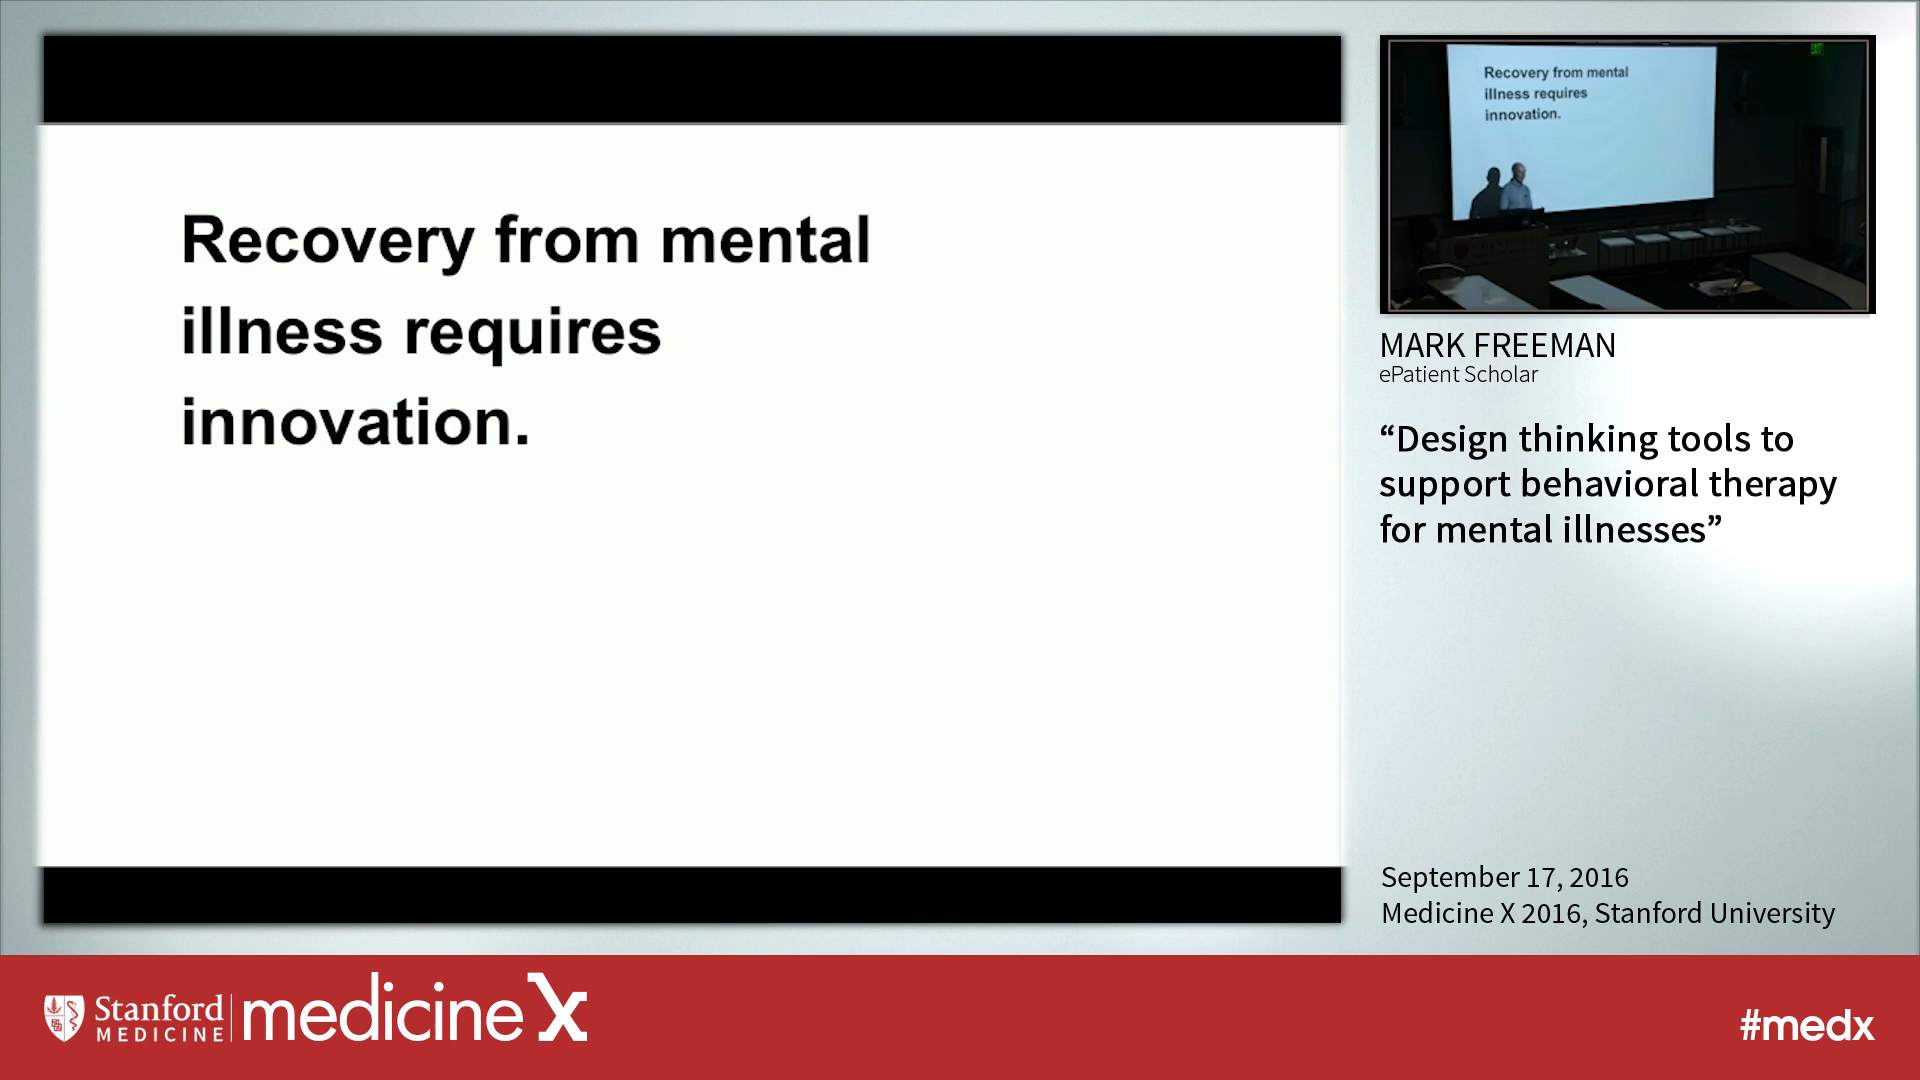 Recovery from mental
illness requires
innovation.
Recovery from mental
illness requires
innovation.
MARK FREEMAN
ePatient Scholar
“Design thinking tools to
support behavioral therapy
for mental illnesses”
September 17, 2016
Medicine X 2016, Stanford University
Stanford
MEDICINE
medicine X
#medx